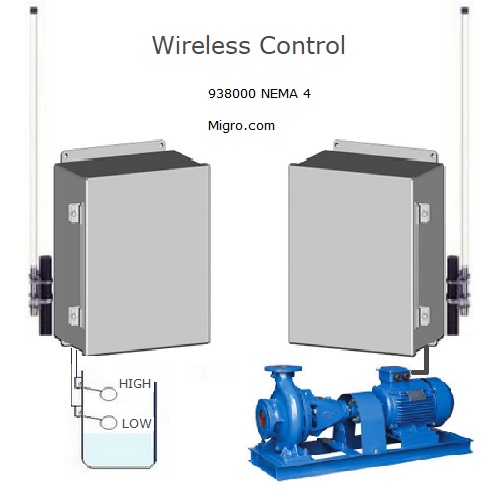 Wireless Control
938000 NEMA 4
Migro.com
HIGH
LOW